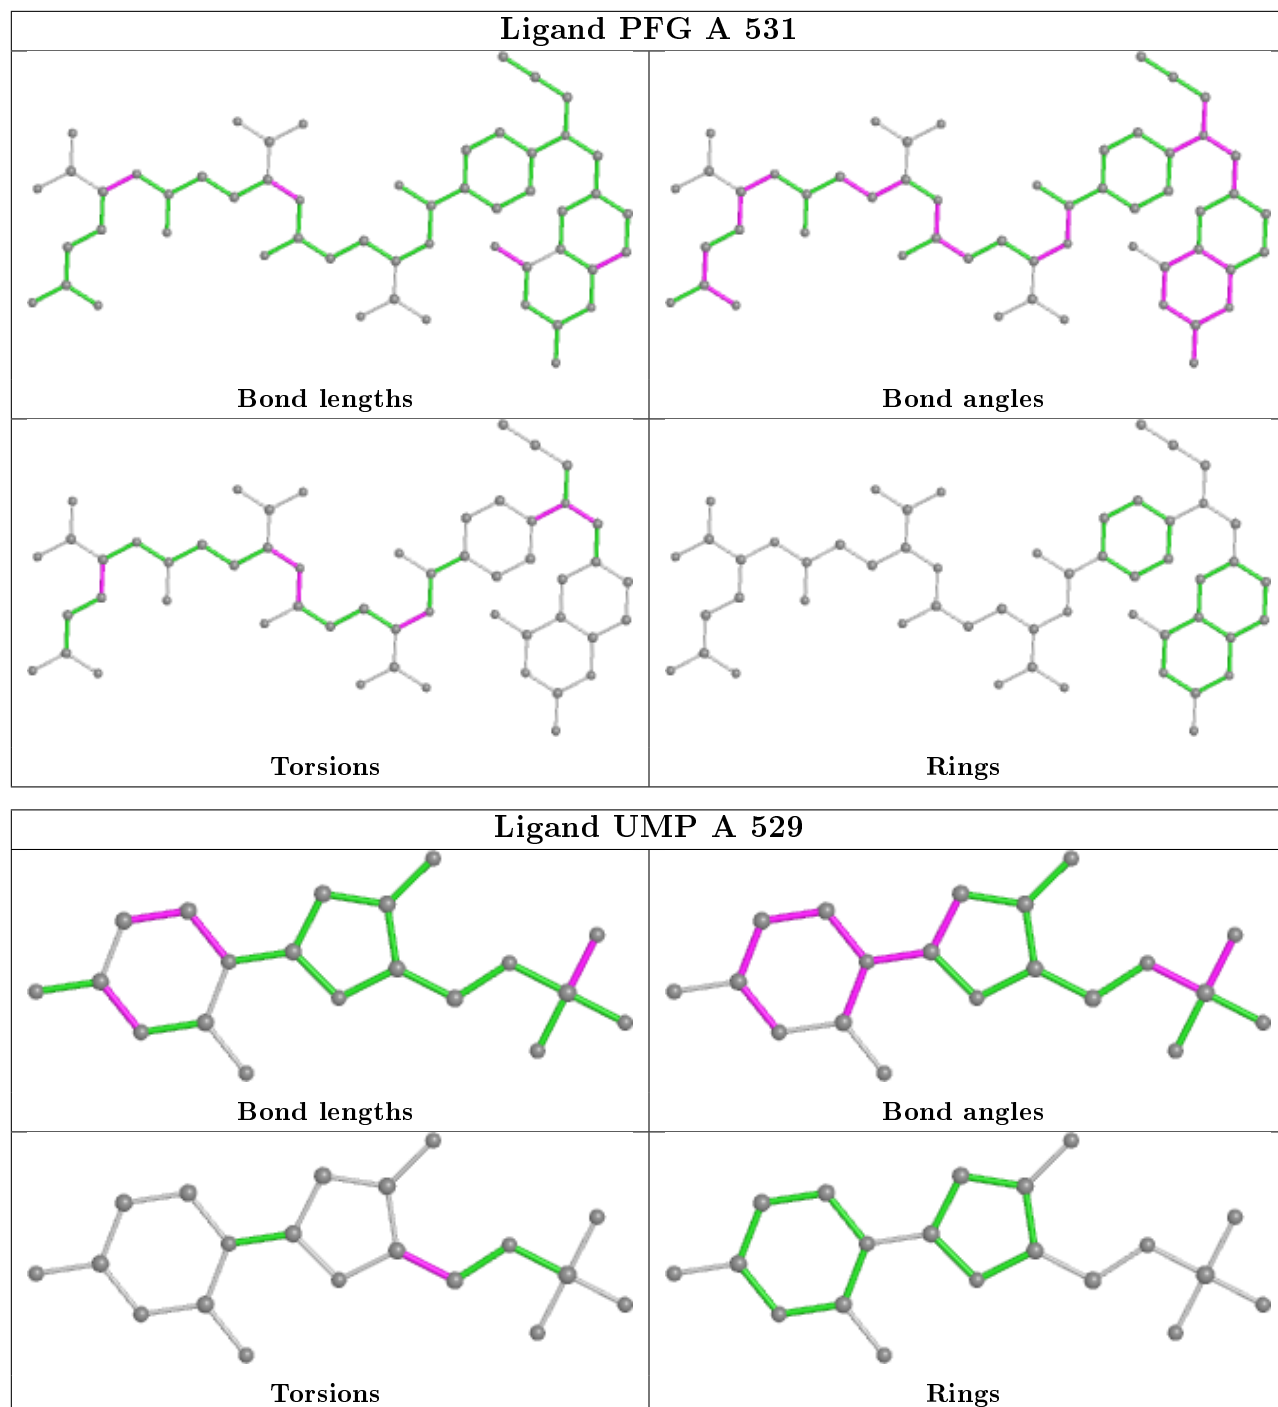 Ligand PFG A 531
Bond lengths
Bond angles
Torsions
Rings
Ligand UMP A 529
Bond lengths
Bond angles
Torsions
Rings